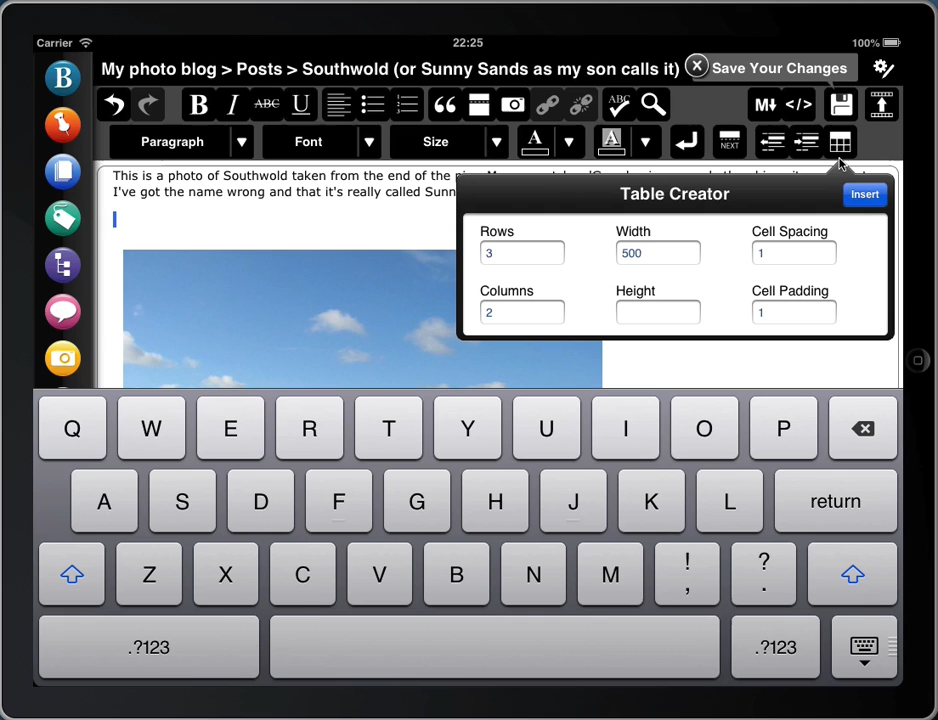 Carrier 22:25 100%
My photo blog > Posts > Southwold (or Sunny Sands as my son calls it) Save Your Changes
B I ABC U ABC M </>
Paragraph Font Size A A NEXT
This is a photo of Southwold taken from the end of the
I've got the name wrong and that it's really called Sunn
Table Creator Insert
Rows Width Cell Spacing
3 500 1
Columns Height Cell Padding
2 1
B
Q W E R T Y U I O P
A S D F G H J K L return
Z X C V B N M ! , ? .
.?123 .?123